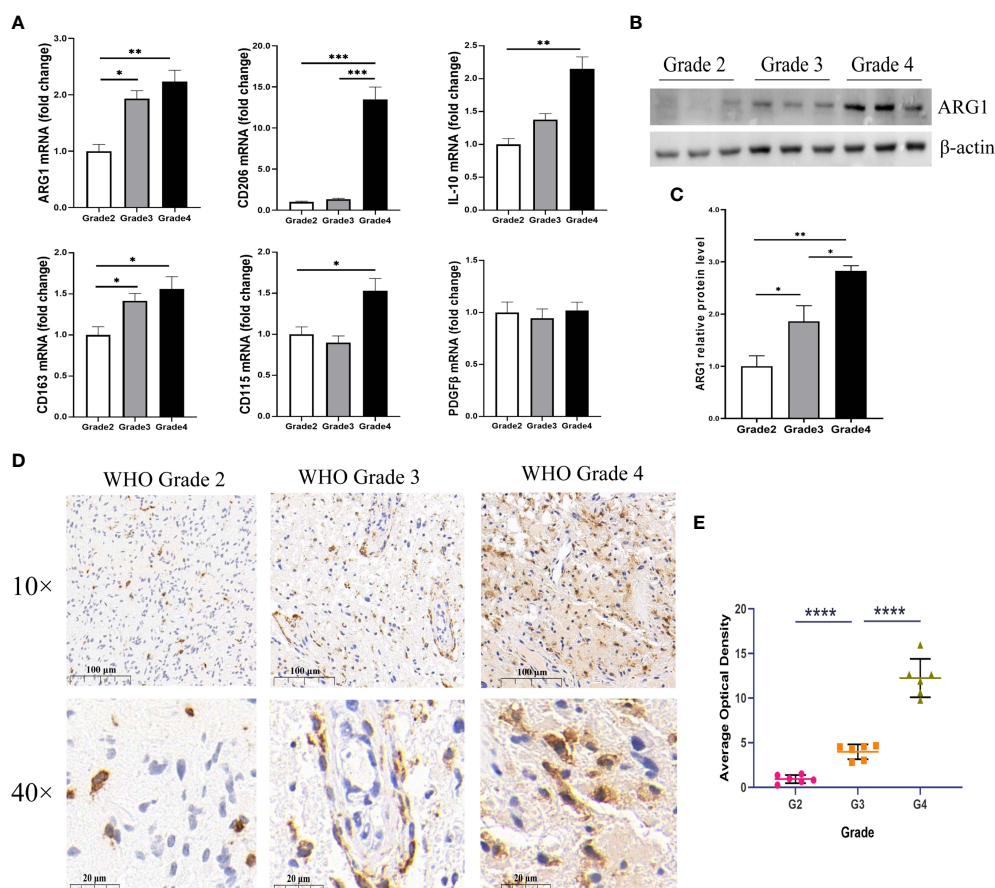 A
ARG1 mRNA (fold change)
3.0
2.0
1.0
0.0
*
**
Grade2 Grade3 Grade4
CD206 mRNA (fold change)
20.0
15.0
10.0
5.0
0.0
***
***
Grade2 Grade3 Grade4
IL-10 mRNA (fold change)
2.5
2.0
1.5
1.0
0.5
0.0
**
Grade2 Grade3 Grade4
CD163 mRNA (fold change)
2.0
1.5
1.0
0.5
0.0
*
*
Grade2 Grade3 Grade4
CD115 mRNA (fold change)
2.0
1.5
1.0
0.5
0.0
*
Grade2 Grade3 Grade4
PDGFβ mRNA (fold change)
1.5
1.0
0.5
0.0
Grade2 Grade3 Grade4
B
Grade 2 Grade 3 Grade 4
ARG1
β-actin
C
ARG1 relative protein level
4.0
3.0
2.0
1.0
0.0
**
*
*
Grade2 Grade3 Grade4
D
WHO Grade 2 WHO Grade 3 WHO Grade 4
10×
100 µm 100 µm 100 µm
40×
20 µm 20 µm 20 µm
E
Average Optical Density
20
15
10
5
0
**** ****
G2 G3 G4
Grade